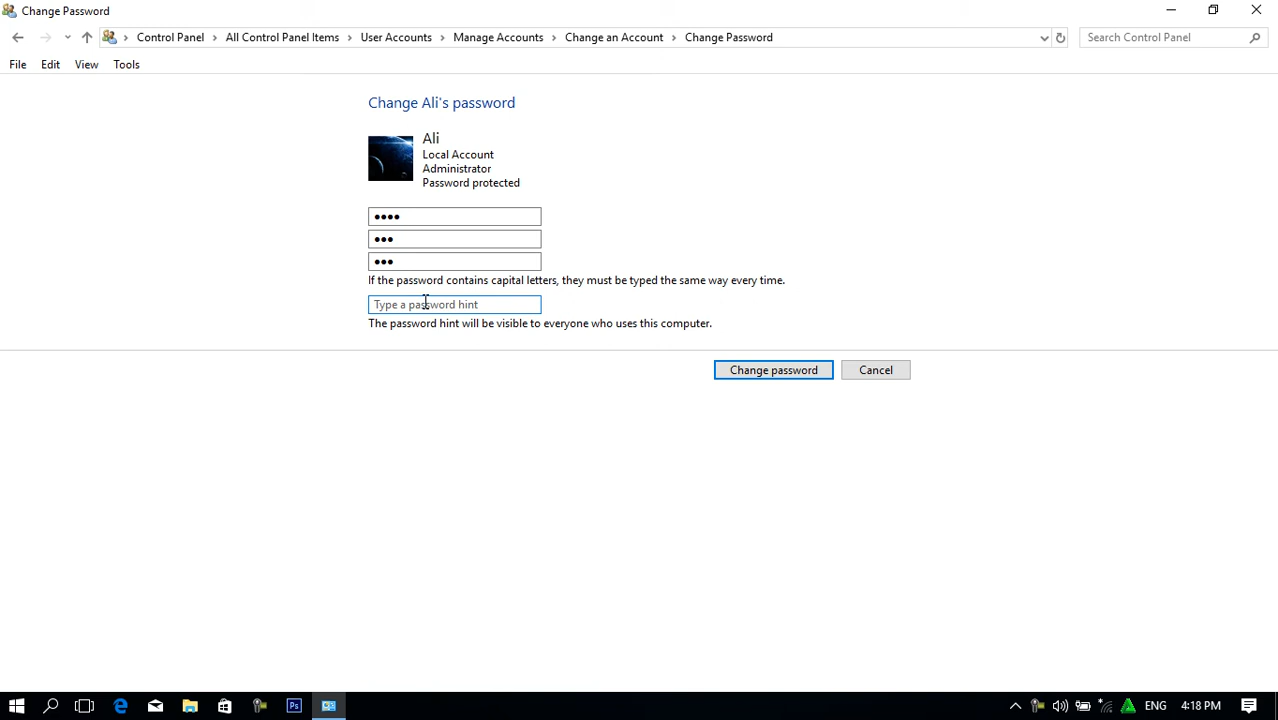 Change Password
Control Panel > All Control Panel Items > User Accounts > Manage Accounts > Change an Account > Change Password
Search Control Panel
File Edit View Tools
Change Ali's password
Ali
Local Account
Administrator
Password protected
••••
•••
•••
If the password contains capital letters, they must be typed the same way every time.
Type a password hint
The password hint will be visible to everyone who uses this computer.
Change password Cancel
Ps ENG 4:18 PM